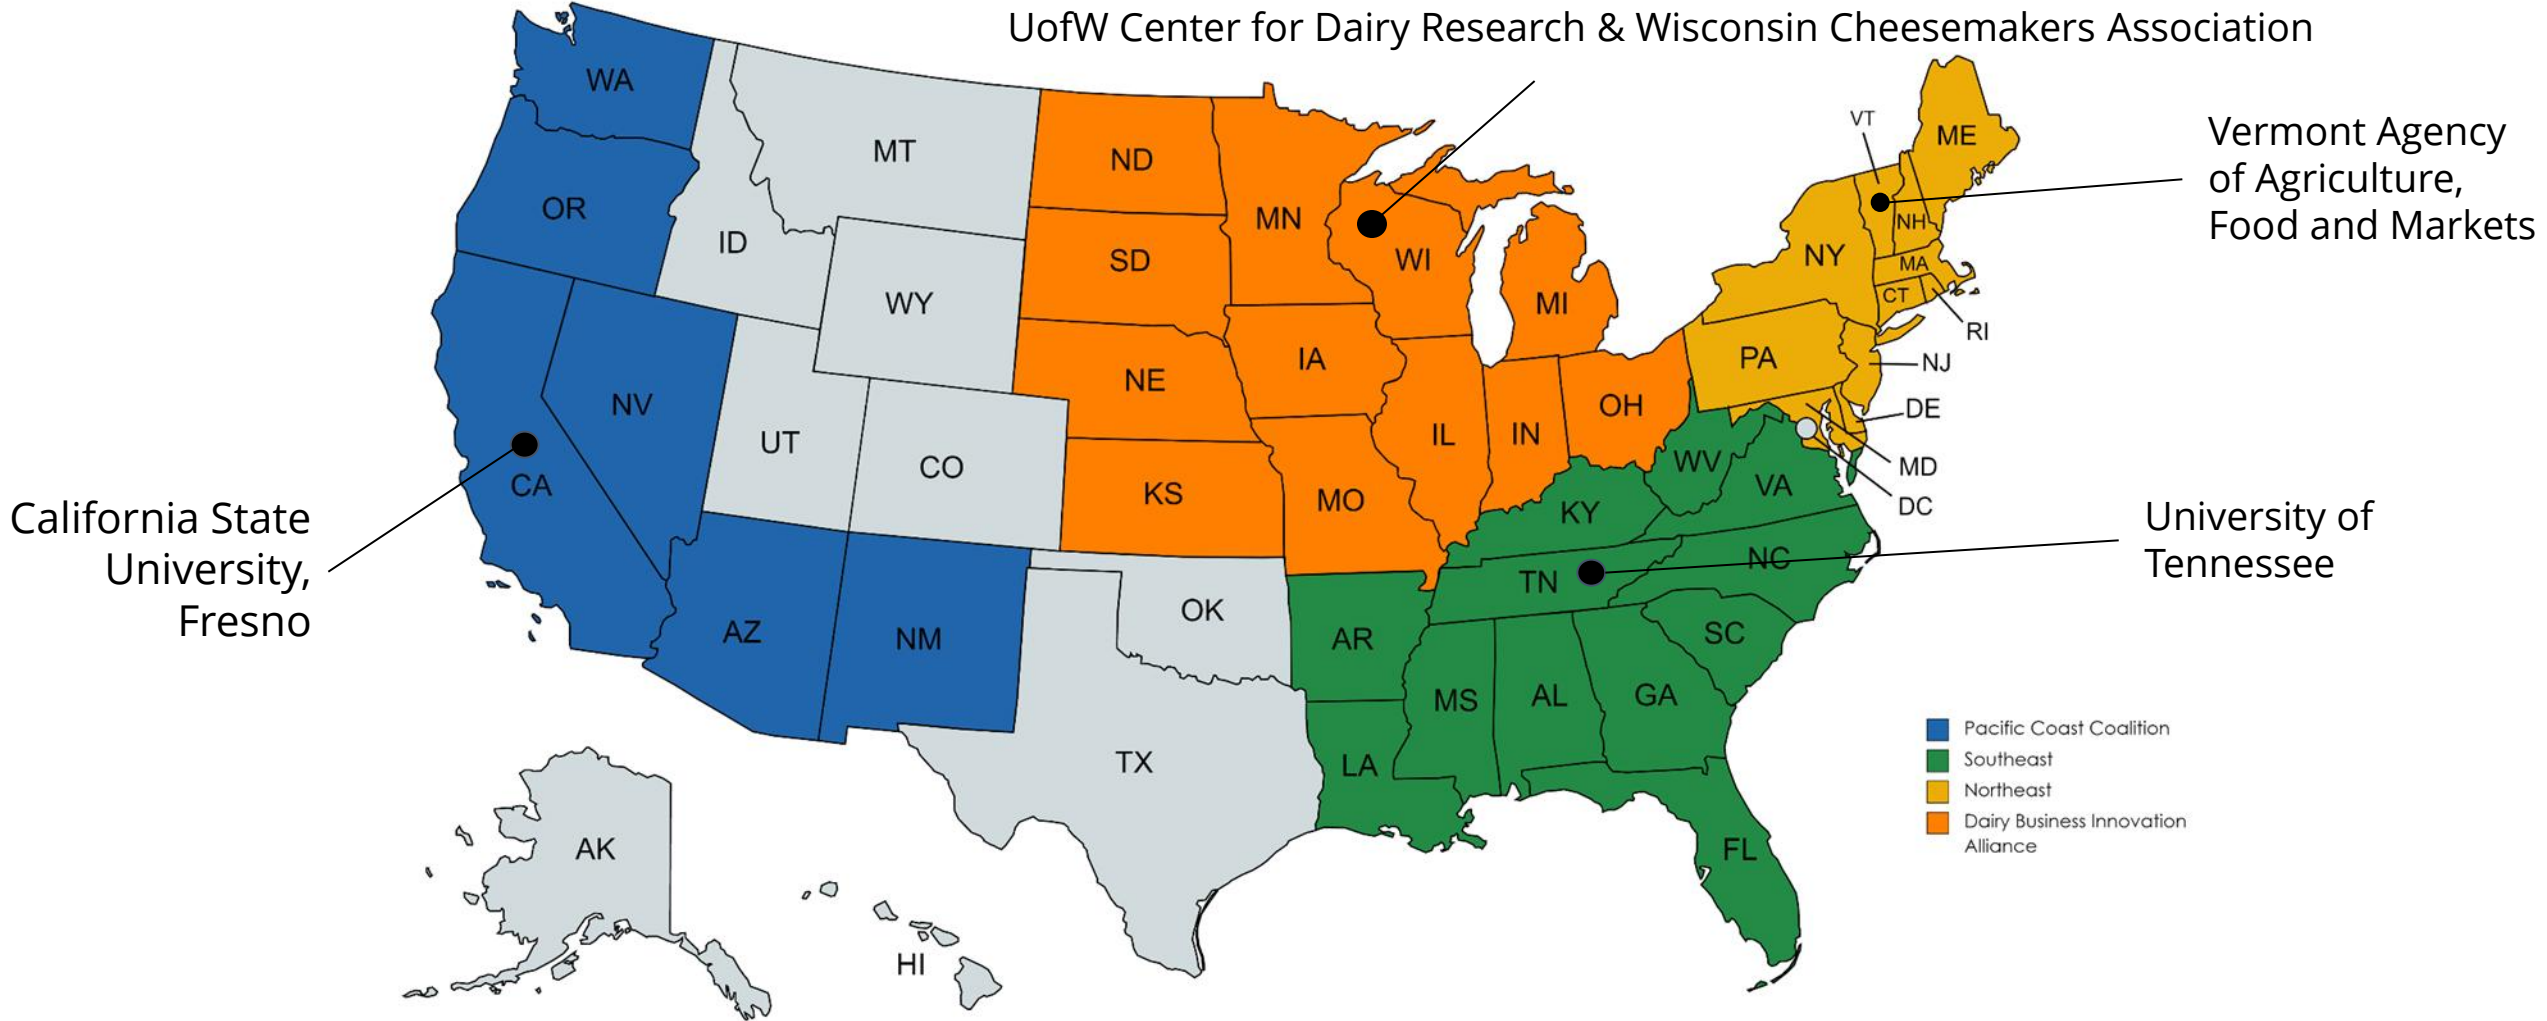 UofW Center for Dairy Research & Wisconsin Cheesemakers Association
Vermont Agency
of Agriculture,
Food and Markets
California State
University,
Fresno
University of
Tennessee
WA
OR
CA
NV
ID
MT
WY
UT
CO
AZ
NM
ND
SD
NE
KS
OK
TX
MN
IA
MO
WI
IL
MI
IN
OH
AR
LA
KY
TN
MS
AL
GA
FL
SC
NC
VA
WV
PA
NY
VT
NH
ME
MA
CT
RI
NJ
DE
MD
DC
AK
HI
Pacific Coast Coalition
Southeast
Northeast
Dairy Business Innovation
Alliance